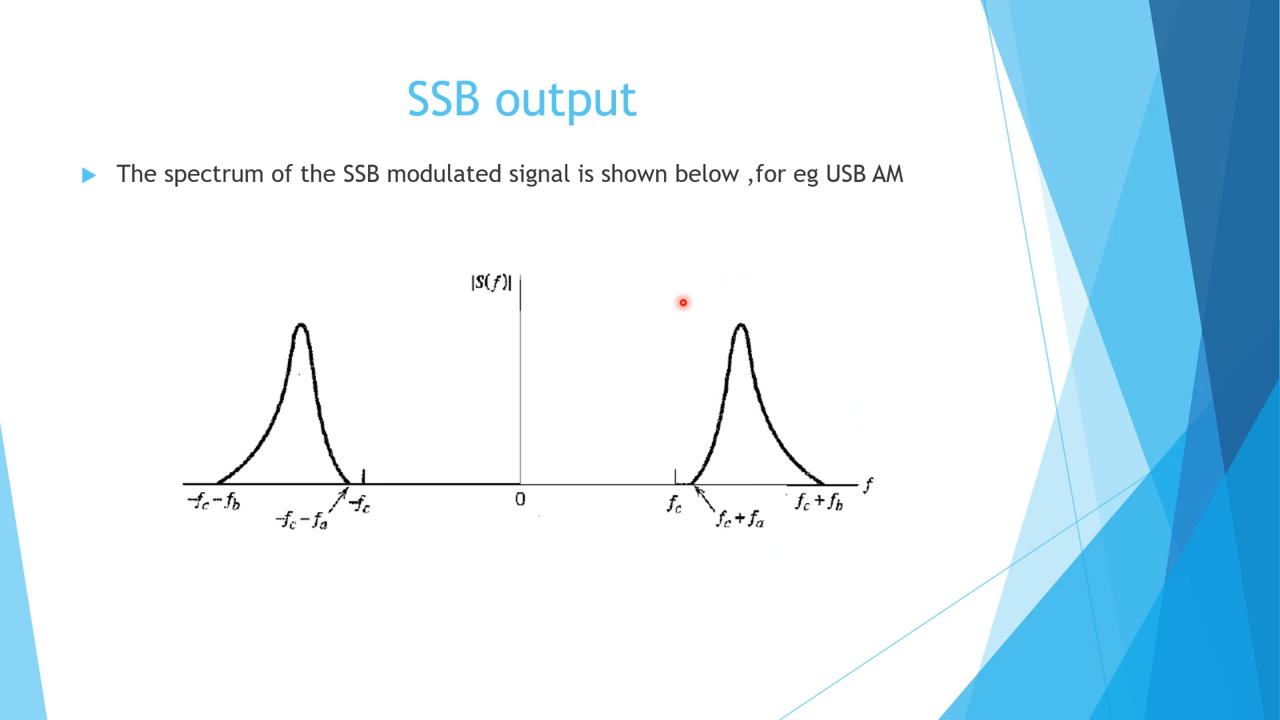 SSB output
The spectrum of the SSB modulated signal is shown below ,for eg USB AM
|S(f)|
f
-fc-fb
-fc-fa
-fc
0
fc
fc+fa
fc+fb